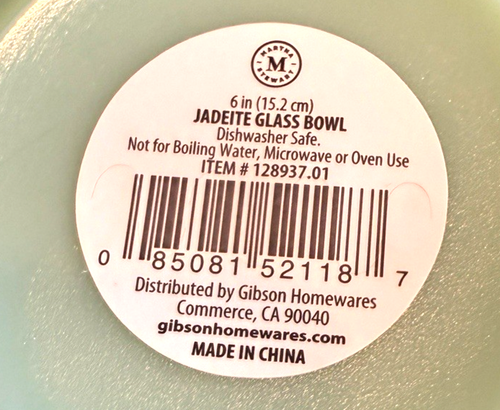 MARTHA
M
STEWART
6 in (15.2 cm)
JADEITE GLASS BOWL
Dishwasher Safe.
Not for Boiling Water, Microwave or Oven Use
ITEM # 128937.01
0 85081 52118 7
Distributed by Gibson Homewares
Commerce, CA 90040
gibsonhomewares.com
MADE IN CHINA